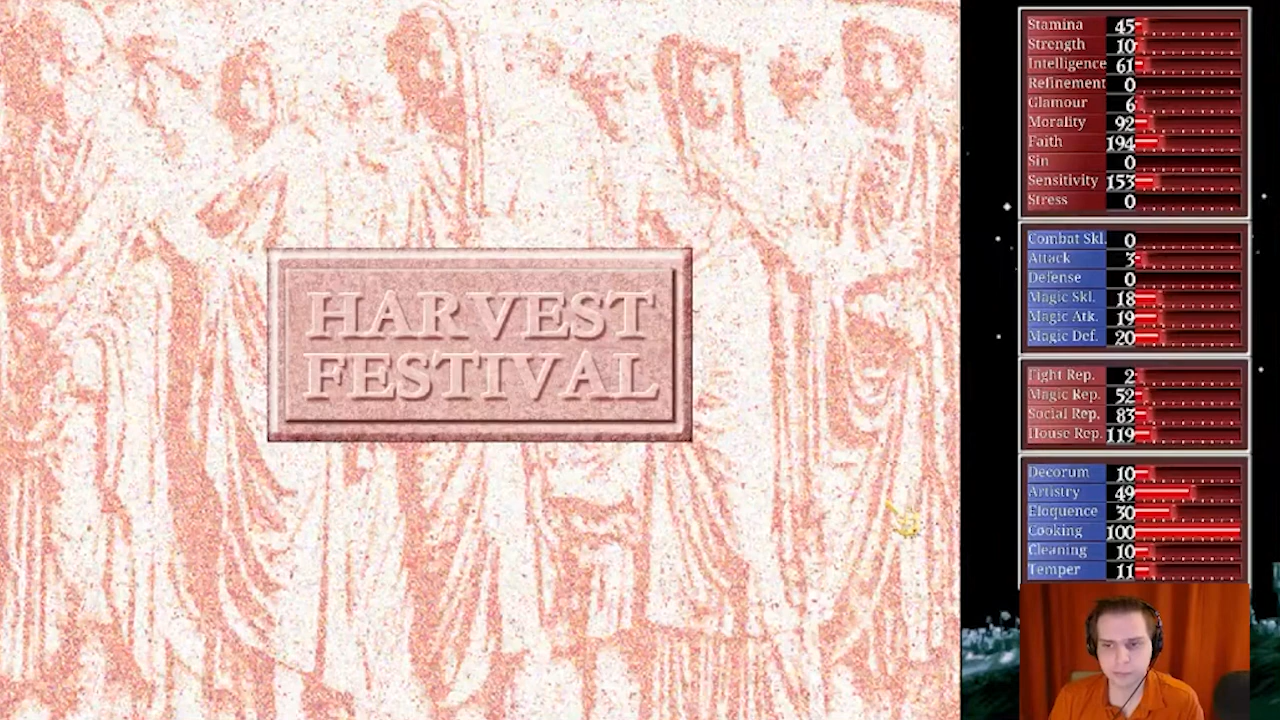 HARVEST
FESTIVAL
Stamina 45
Strength 10
Intelligence 61
Refinement 0
Glamour 6
Morality 92
Faith 194
Sin 0
Sensitivity 153
Stress 0
Combat Skl. 0
Attack 3
Defense 0
Magic Skl. 18
Magic Atk. 19
Magic Def. 20
Fight Rep. 2
Magic Rep. 52
Social Rep. 83
House Rep. 119
Decorum 10
Artistry 49
Eloquence 30
Cooking 100
Cleaning 10
Temper 11